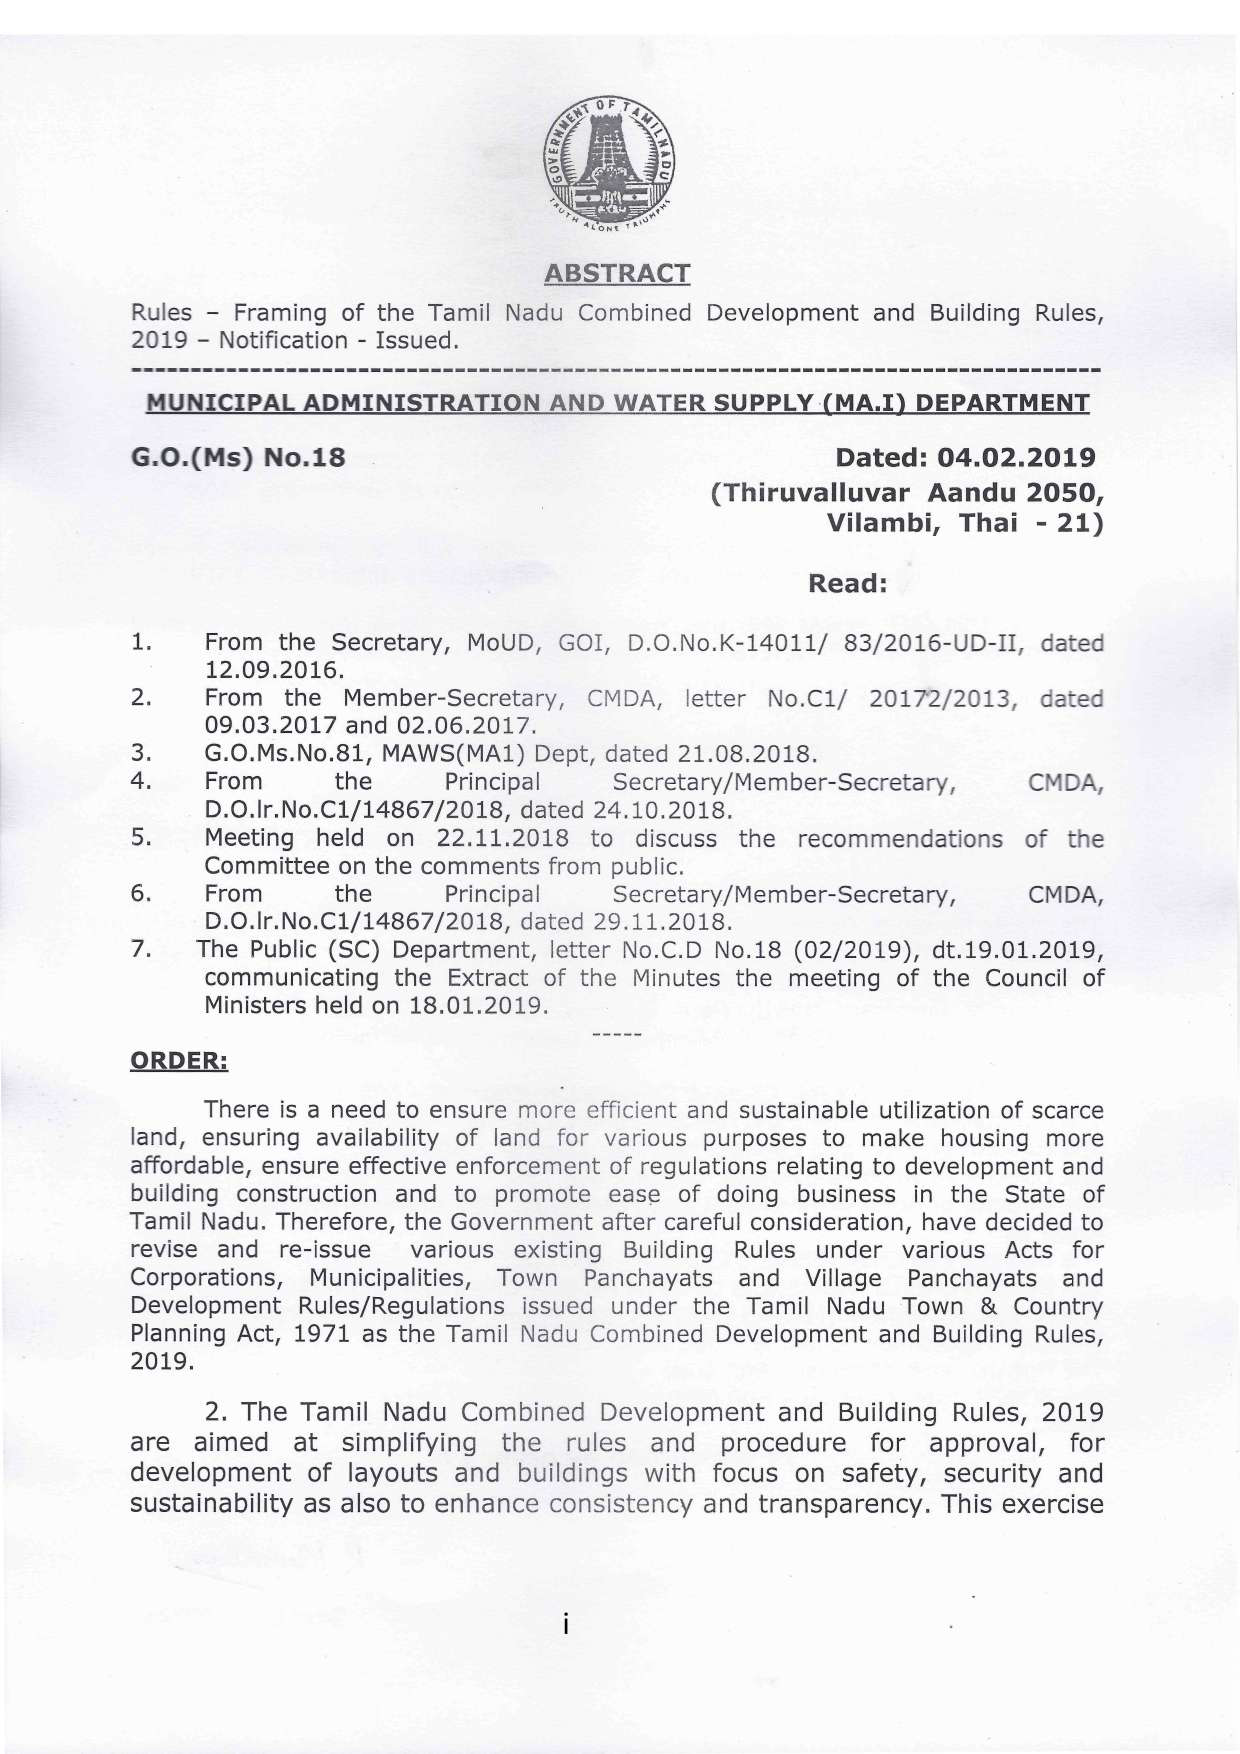 GOVERNMENT OF TAMILNADU
TRUTH ALONE TRIUMPHS
ABSTRACT
Rules – Framing of the Tamil Nadu Combined Development and Building Rules,
2019 – Notification - Issued.
MUNICIPAL ADMINISTRATION AND WATER SUPPLY (MA.I) DEPARTMENT
G.O.(Ms) No.18 Dated: 04.02.2019
(Thiruvalluvar Aandu 2050,
Vilambi, Thai - 21)
Read:
1. From the Secretary, MoUD, GOI, D.O.No.K-14011/ 83/2016-UD-II, dated
12.09.2016.
2. From the Member-Secretary, CMDA, letter No.C1/ 20172/2013, dated
09.03.2017 and 02.06.2017.
3. G.O.Ms.No.81, MAWS(MA1) Dept, dated 21.08.2018.
4. From the Principal Secretary/Member-Secretary, CMDA,
D.O.lr.No.C1/14867/2018, dated 24.10.2018.
5. Meeting held on 22.11.2018 to discuss the recommendations of the
Committee on the comments from public.
6. From the Principal Secretary/Member-Secretary, CMDA,
D.O.lr.No.C1/14867/2018, dated 29.11.2018.
7. The Public (SC) Department, letter No.C.D No.18 (02/2019), dt.19.01.2019,
communicating the Extract of the Minutes the meeting of the Council of
Ministers held on 18.01.2019.
-----
ORDER:
There is a need to ensure more efficient and sustainable utilization of scarce
land, ensuring availability of land for various purposes to make housing more
affordable, ensure effective enforcement of regulations relating to development and
building construction and to promote ease of doing business in the State of
Tamil Nadu. Therefore, the Government after careful consideration, have decided to
revise and re-issue various existing Building Rules under various Acts for
Corporations, Municipalities, Town Panchayats and Village Panchayats and
Development Rules/Regulations issued under the Tamil Nadu Town & Country
Planning Act, 1971 as the Tamil Nadu Combined Development and Building Rules,
2019.
2. The Tamil Nadu Combined Development and Building Rules, 2019
are aimed at simplifying the rules and procedure for approval, for
development of layouts and buildings with focus on safety, security and
sustainability as also to enhance consistency and transparency. This exercise
i